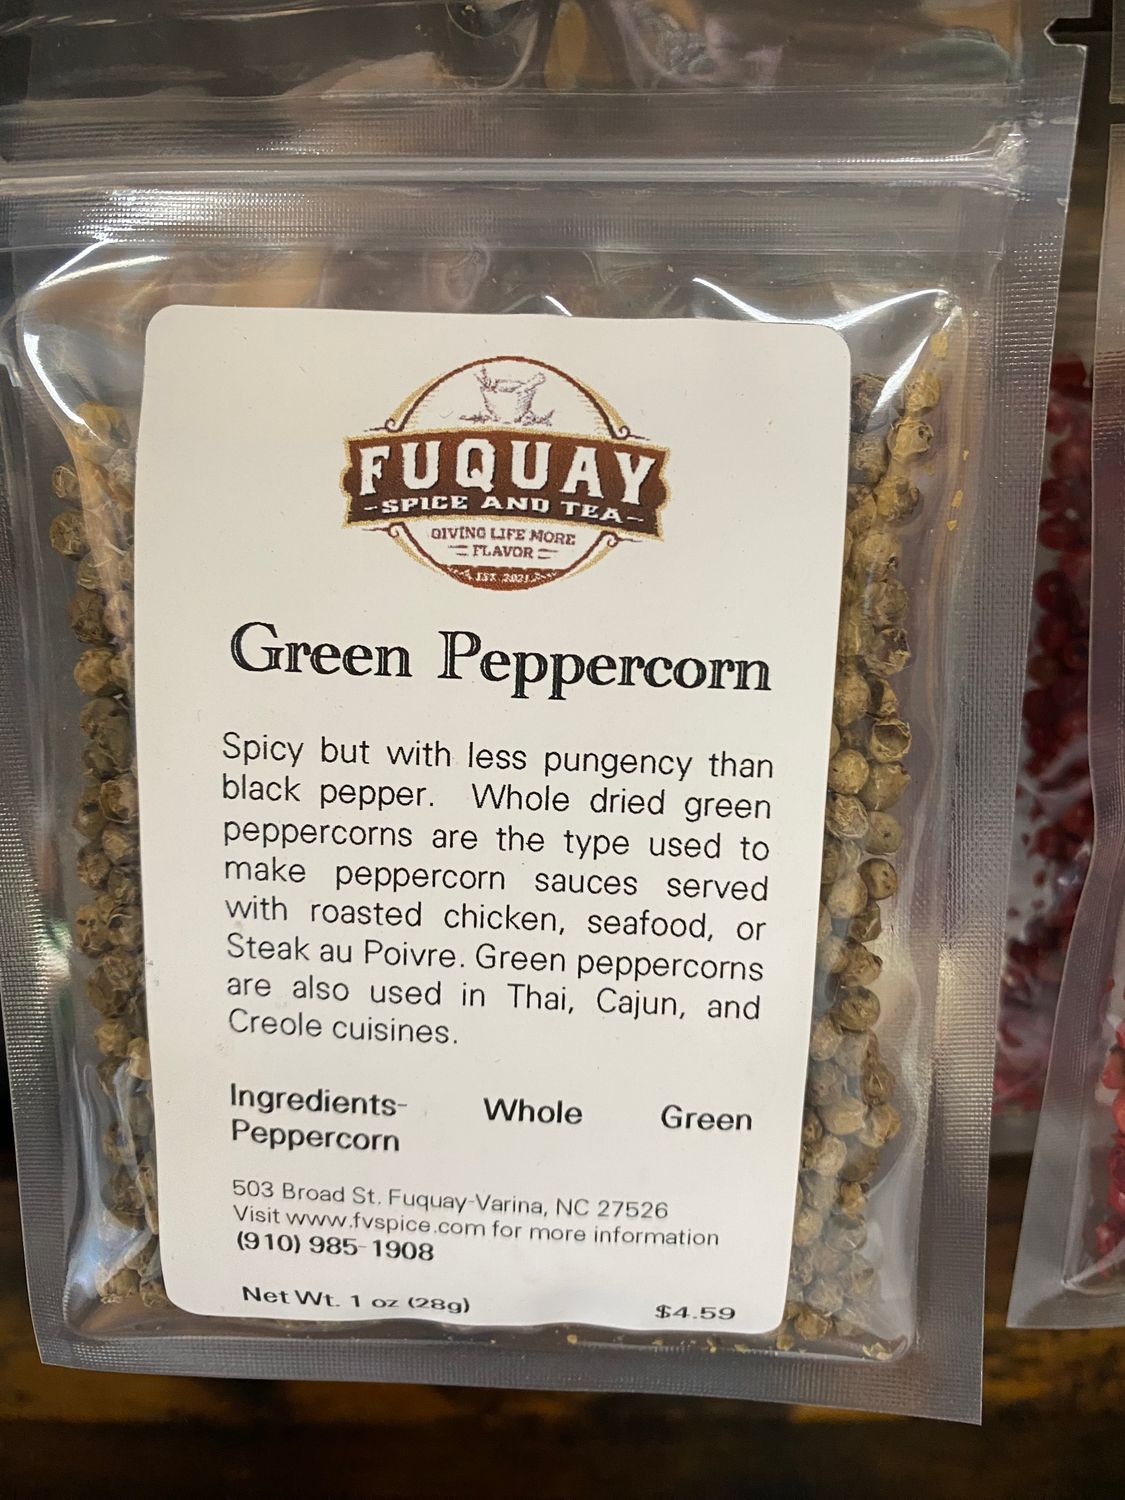 FUQUAY
-SPICE AND TEA-
GIVING LIFE MORE
FLAVOR
EST. 2021
Green Peppercorn
Spicy but with less pungency than
black pepper. Whole dried green
peppercorns are the type used to
make peppercorn sauces served
with roasted chicken, seafood, or
Steak au Poivre. Green peppercorns
are also used in Thai, Cajun, and
Creole cuisines.
Ingredients- Whole Green
Peppercorn
503 Broad St. Fuquay-Varina, NC 27526
Visit www.fvspice.com for more information
(910) 985-1908
Net Wt. 1 oz (28g) $4.59